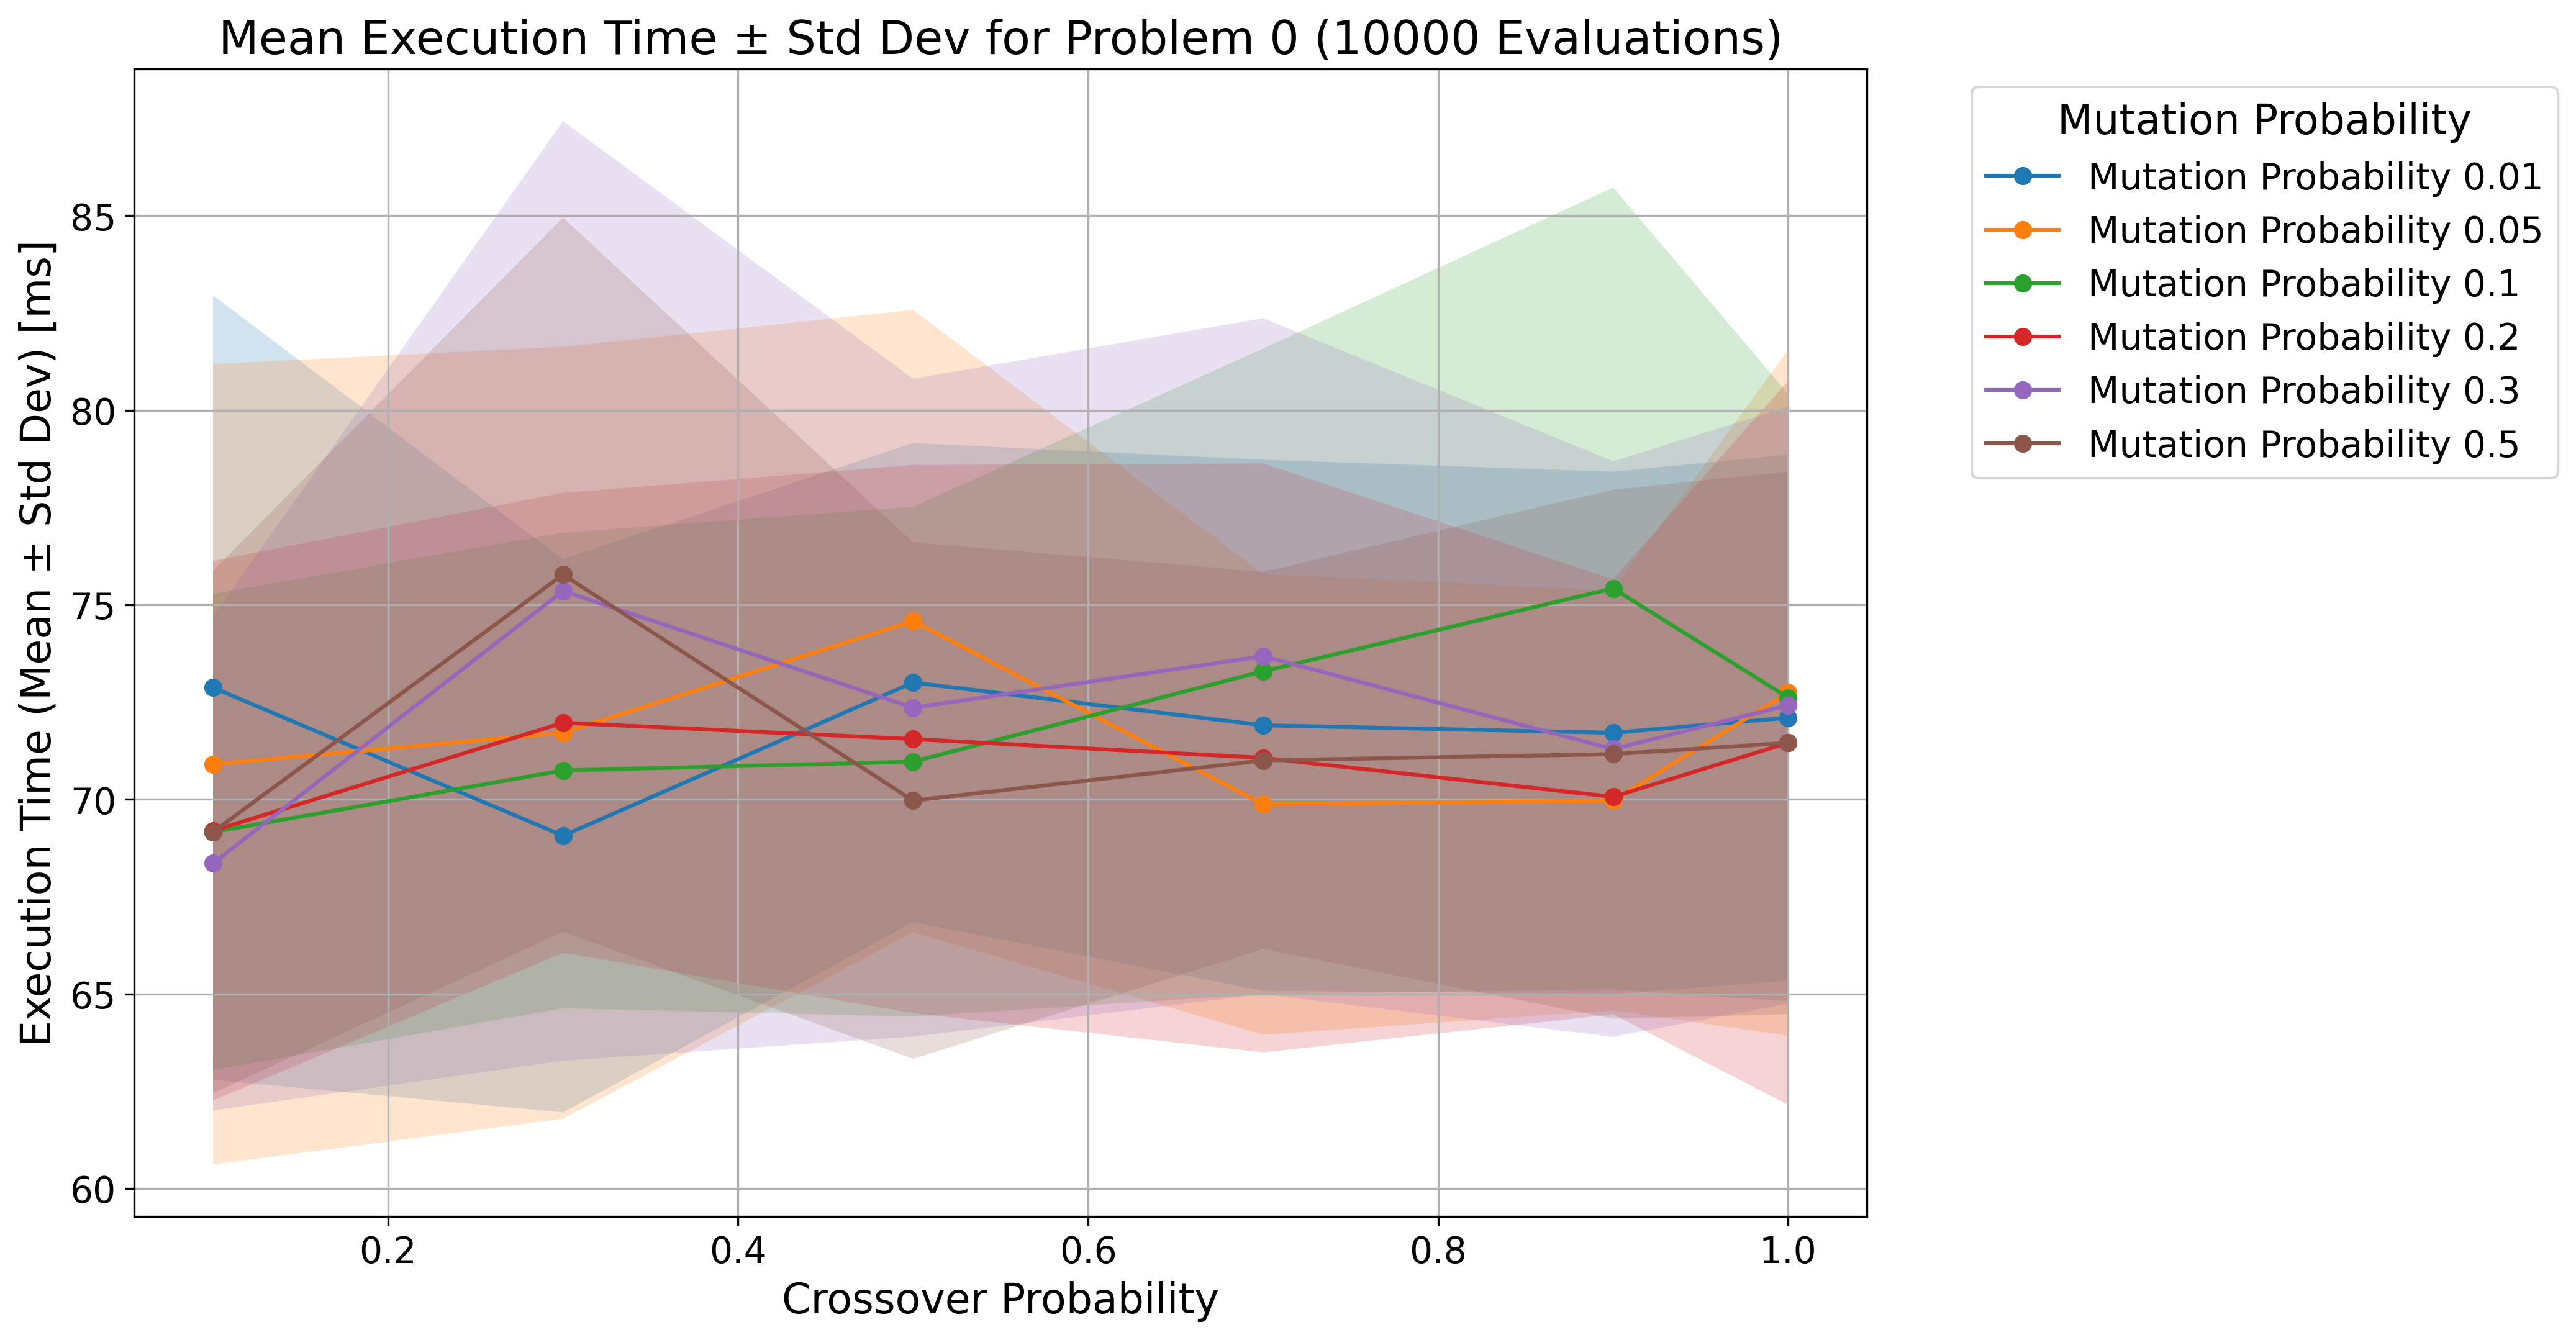 Mean Execution Time ± Std Dev for Problem 0 (10000 Evaluations)
Execution Time (Mean ± Std Dev) [ms]
85
80
75
70
65
60
0.2
0.4
0.6
0.8
1.0
Crossover Probability
Mutation Probability
Mutation Probability 0.01
Mutation Probability 0.05
Mutation Probability 0.1
Mutation Probability 0.2
Mutation Probability 0.3
Mutation Probability 0.5